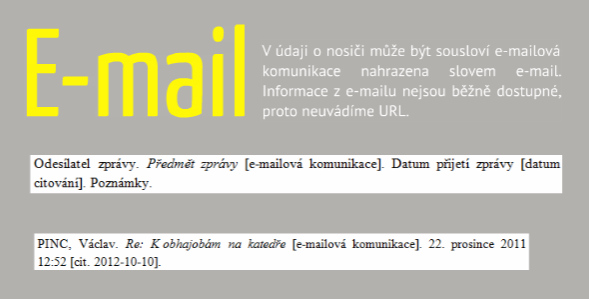 E-mail
V údaji o nosiči může být sousloví e-mailová
komunikace nahrazena slovem e-mail.
Informace z e-mailu nejsou běžně dostupné,
proto neuvádíme URL.
Odesílatel zprávy. Předmět zprávy [e-mailová komunikace]. Datum přijetí zprávy [datum
citování]. Poznámky.
PINC, Václav. Re: K obhajobám na katedře [e-mailová komunikace]. 22. prosince 2011
12:52 [cit. 2012-10-10].